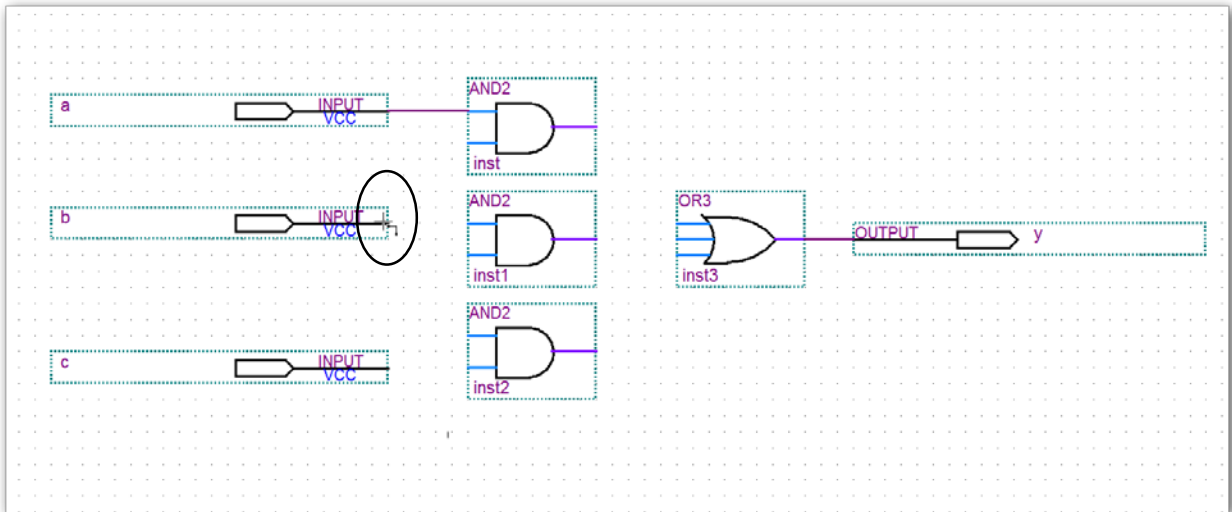 AND2
a
INPUT
VCC
inst
AND2
b
INPUT
VCC
inst1
OR3
inst3
OUTPUT
y
AND2
c
INPUT
VCC
inst2